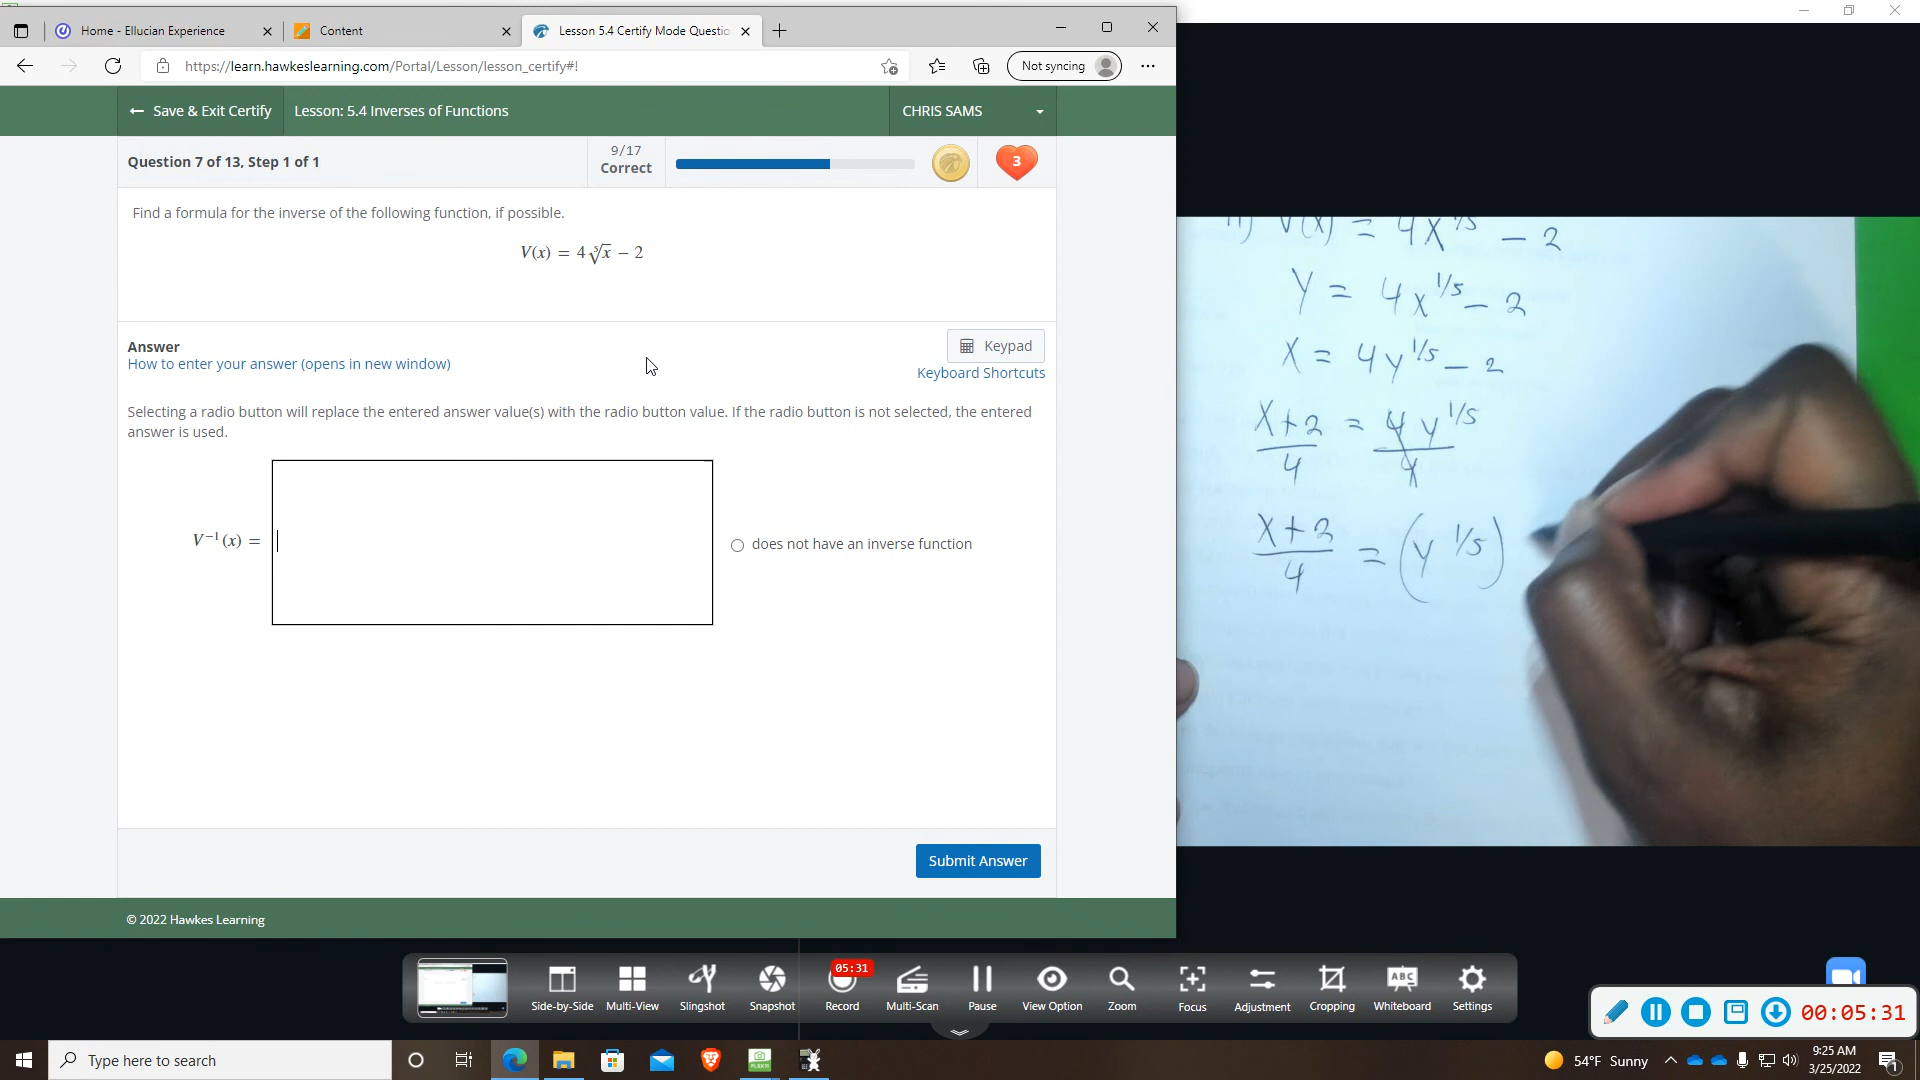 Home - Ellucian Experience
Content
Lesson 5.4 Certify Mode Questio
https://learn.hawkeslearning.com/Portal/Lesson/lesson_certify#!
Not syncing
← Save & Exit Certify
Lesson: 5.4 Inverses of Functions
CHRIS SAMS
Question 7 of 13, Step 1 of 1
9/17
Correct
3
Find a formula for the inverse of the following function, if possible.
V(x) = 4 ⁵√x − 2
Answer
How to enter your answer (opens in new window)
Keypad
Keyboard Shortcuts
Selecting a radio button will replace the entered answer value(s) with the radio button value. If the radio button is not selected, the entered
answer is used.
V⁻¹(x) =
does not have an inverse function
Submit Answer
© 2022 Hawkes Learning
V(x) = 4x^1/5 − 2
Y = 4x^1/5 − 2
X = 4y^1/5 − 2
X+2 = 4y^1/5
4 4
X+2 = (y^1/5)
4
05:31
Side-by-Side
Multi-View
Slingshot
Snapshot
Record
Multi-Scan
Pause
View Option
Zoom
Focus
Adjustment
Cropping
ABC
Whiteboard
Settings
00:05:31
Type here to search
54°F Sunny
9:25 AM
3/25/2022
1